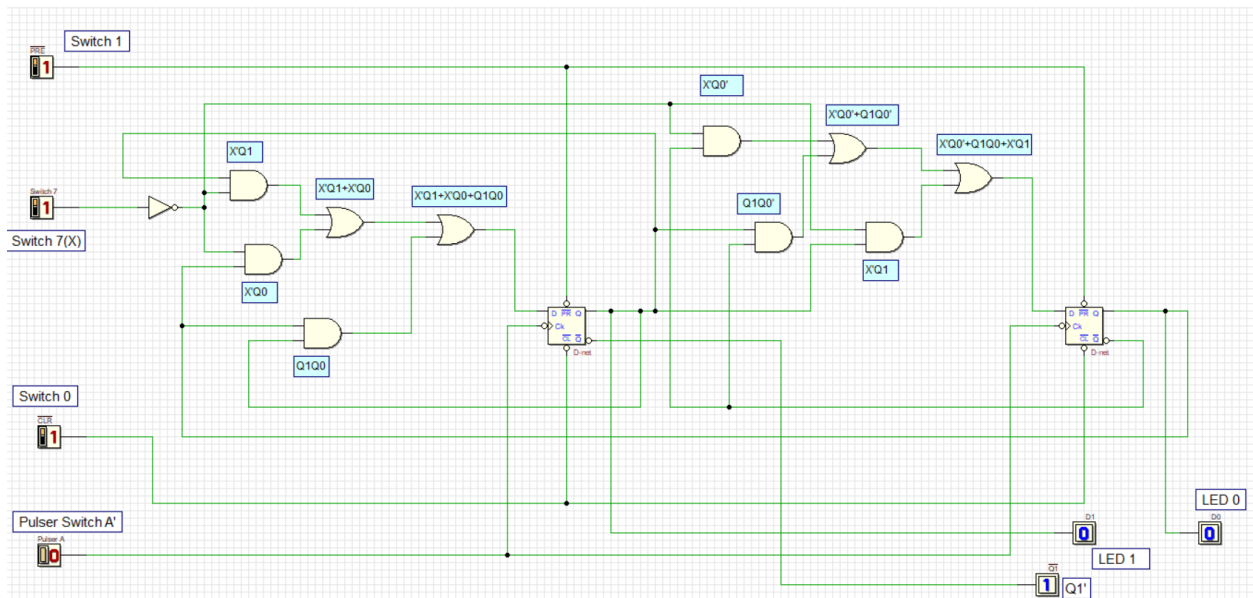 Switch 1
PRE
1
X'Q0'
X'Q0'+Q1Q0'
X'Q0'+Q1Q0+X'Q1
X'Q1
X'Q1+X'Q0
X'Q1+X'Q0+Q1Q0
Switch 7
1
Switch 7(X)
Q1Q0'
X'Q1
X'Q0
Q1Q0
D PR Q
Ck
CL Q
D-net
D PR Q
Ck
CL Q
D-net
Switch 0
CLR
1
Pulser Switch A'
Pulser A
0
LED 0
D1
0
D0
0
LED 1
Q1
1
Q1'